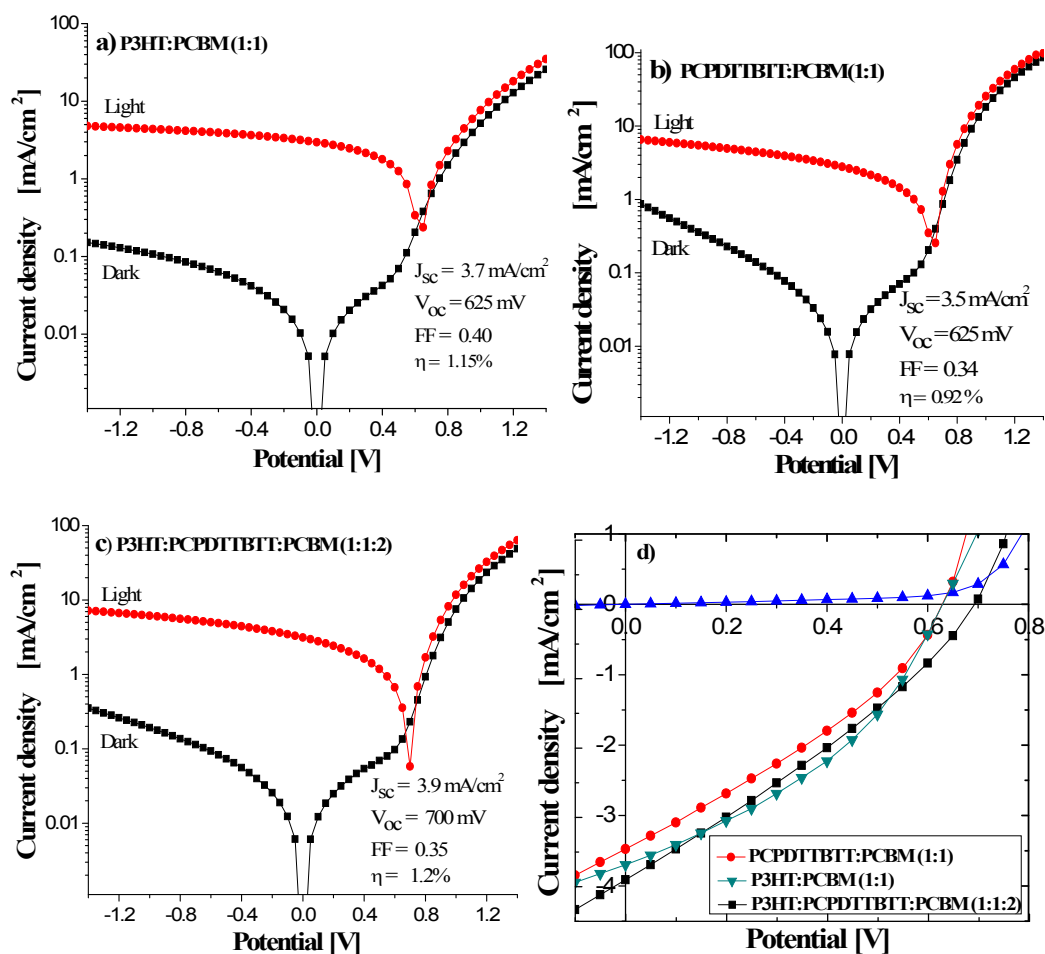 a) P3HT:PCBM (1:1)
Current density [mA/cm²]
100
10
1
0.1
0.01
Light
Dark
J_sc = 3.7 mA/cm²
V_oc = 625 mV
FF = 0.40
η = 1.15%
-1.2 -0.8 -0.4 0.0 0.4 0.8 1.2
Potential [V]
b) PCPDTTBTT:PCBM (1:1)
Current density [mA/cm²]
100
10
1
0.1
0.01
Light
Dark
J_sc = 3.5 mA/cm²
V_oc = 625 mV
FF = 0.34
η = 0.92%
-1.2 -0.8 -0.4 0.0 0.4 0.8 1.2
Potential [V]
c) P3HT:PCPDTTBTT:PCBM (1:1:2)
Current density [mA/cm²]
100
10
1
0.1
0.01
Light
Dark
J_sc = 3.9 mA/cm²
V_oc = 700 mV
FF = 0.35
η = 1.2%
-1.2 -0.8 -0.4 0.0 0.4 0.8 1.2
Potential [V]
d)
Current density [mA/cm²]
1
0
-1
-2
-3
-4
0.0 0.2 0.4 0.6 0.8
PCPDTTBTT:PCBM (1:1)
P3HT:PCBM (1:1)
P3HT:PCPDTTBTT:PCBM (1:1:2)
Potential [V]